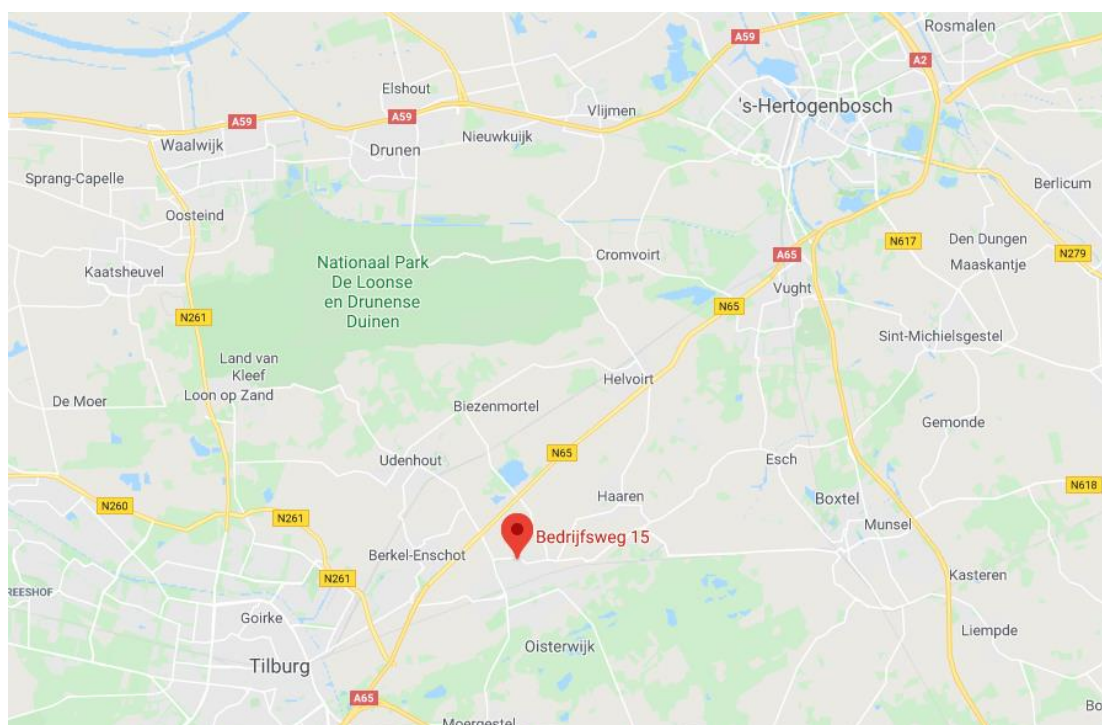 Rosmalen
A59
A2
Elshout
Vlijmen
's-Hertogenbosch
A59
A59
Nieuwkuijk
Waalwijk
Drunen
Sprang-Capelle
Berlicum
Oosteind
N617
Den Dungen
N279
Cromvoirt
A65
Maaskantje
Kaatsheuvel
Nationaal Park
De Loonse
en Drunense
Duinen
Vught
N65
N261
Sint-Michielsgestel
Land van
Kleef
Helvoirt
Loon op Zand
De Moer
Biezenmortel
Gemonde
N65
Udenhout
Esch
N618
Haaren
Boxtel
N260
N261
Munsel
Bedrijfsweg 15
Berkel-Enschot
N261
Kasteren
REESHOF
Goirke
Liempde
Oisterwijk
Tilburg
A65
Bo
Moergestel